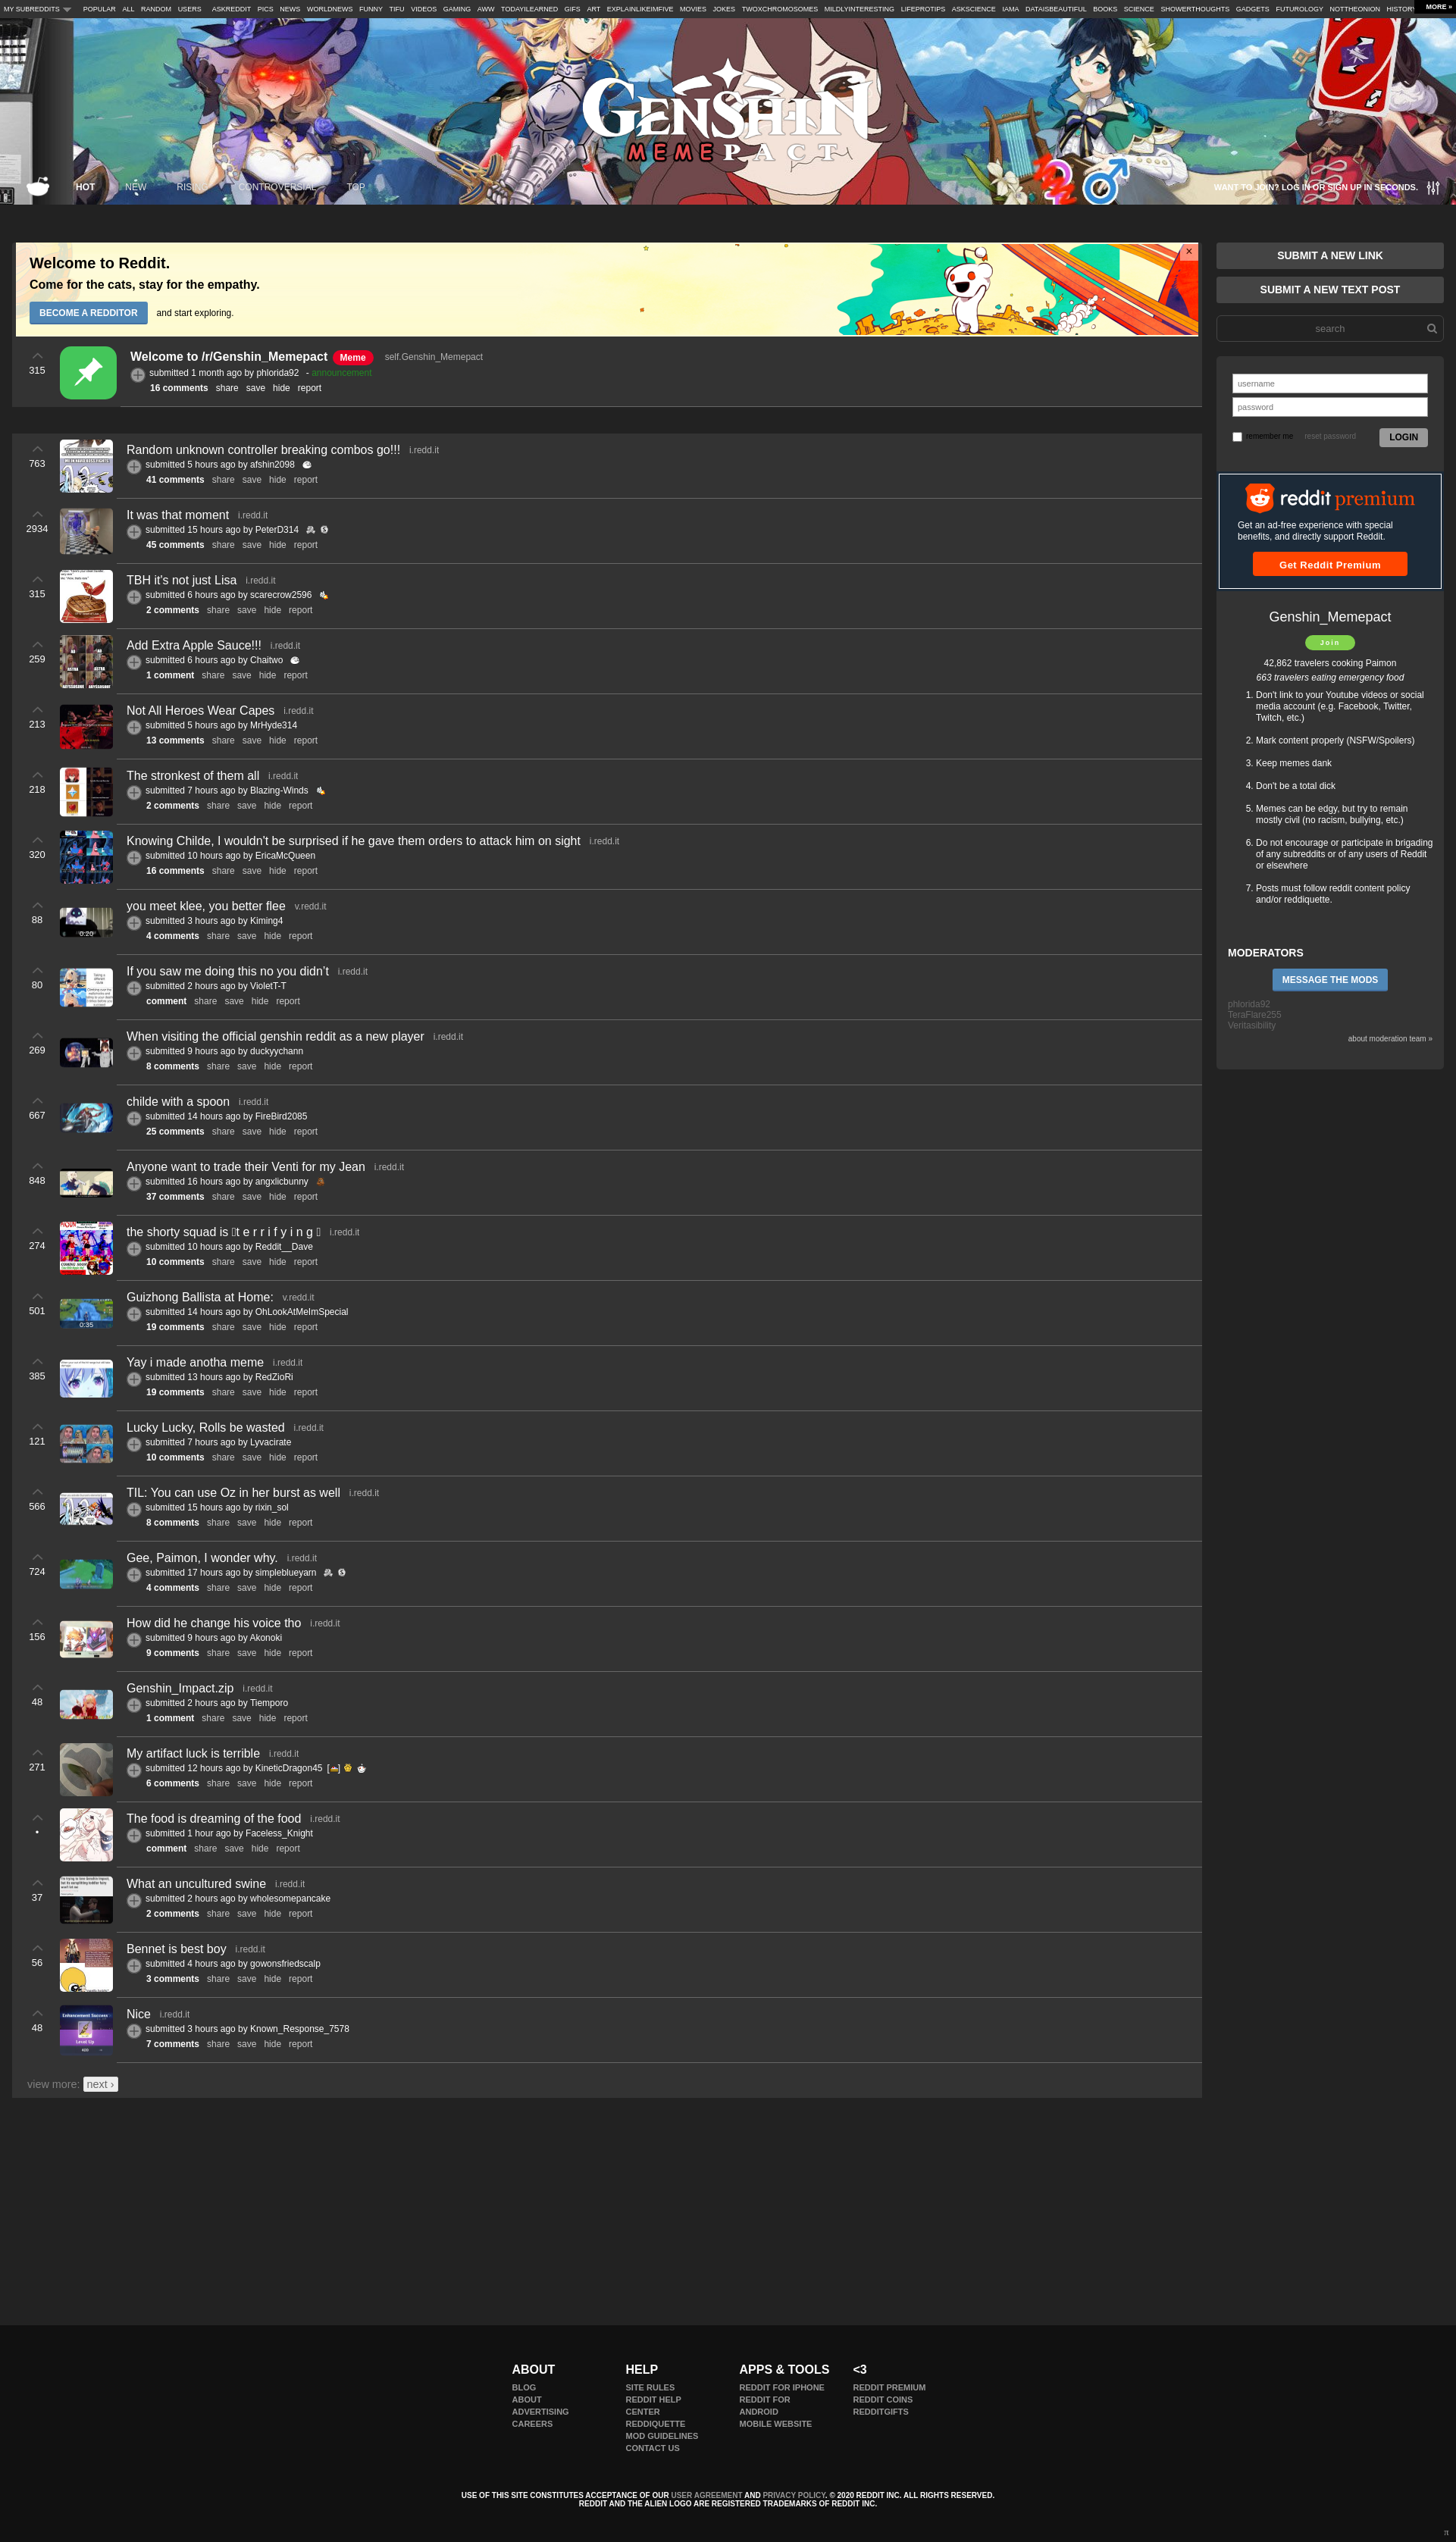 MY SUBREDDITS POPULAR ALL RANDOM USERS ASKREDDIT PICS NEWS WORLDNEWS FUNNY TIFU VIDEOS GAMING AWW TODAYILEARNED GIFS ART EXPLAINLIKEIMFIVE MOVIES JOKES TWOXCHROMOSOMES MILDLYINTERESTING LIFEPROTIPS ASKSCIENCE IAMA DATAISBEAUTIFUL BOOKS SCIENCE SHOWERTHOUGHTS GADGETS FUTUROLOGY NOTTHEONION HISTORY MORE »
GENSHIN
MEMEPACT
HOT NEW RISING CONTROVERSIAL TOP
WANT TO JOIN? LOG IN OR SIGN UP IN SECONDS.
Welcome to Reddit.
Come for the cats, stay for the empathy.
BECOME A REDDITOR and start exploring.
×
315
Welcome to /r/Genshin_Memepact Meme self.Genshin_Memepact
submitted 1 month ago by phlorida92 - announcement
16 comments share save hide report
763
Random unknown controller breaking combos go!!! i.redd.it
submitted 5 hours ago by afshin2098
41 comments share save hide report
2934
It was that moment i.redd.it
submitted 15 hours ago by PeterD314
45 comments share save hide report
315
TBH it's not just Lisa i.redd.it
submitted 6 hours ago by scarecrow2596
2 comments share save hide report
259
Add Extra Apple Sauce!!! i.redd.it
submitted 6 hours ago by Chaitwo
1 comment share save hide report
213
Not All Heroes Wear Capes i.redd.it
submitted 5 hours ago by MrHyde314
13 comments share save hide report
218
The stronkest of them all i.redd.it
submitted 7 hours ago by Blazing-Winds
2 comments share save hide report
320
Knowing Childe, I wouldn't be surprised if he gave them orders to attack him on sight i.redd.it
submitted 10 hours ago by EricaMcQueen
16 comments share save hide report
88
0:20
you meet klee, you better flee v.redd.it
submitted 3 hours ago by Kiming4
4 comments share save hide report
80
If you saw me doing this no you didn't i.redd.it
submitted 2 hours ago by VioletT-T
comment share save hide report
269
When visiting the official genshin reddit as a new player i.redd.it
submitted 9 hours ago by duckyychann
8 comments share save hide report
667
childe with a spoon i.redd.it
submitted 14 hours ago by FireBird2085
25 comments share save hide report
848
Anyone want to trade their Venti for my Jean i.redd.it
submitted 16 hours ago by angxlicbunny
37 comments share save hide report
274
the shorty squad is t e r r i f y i n g i.redd.it
submitted 10 hours ago by Reddit__Dave
10 comments share save hide report
501
0:35
Guizhong Ballista at Home: v.redd.it
submitted 14 hours ago by OhLookAtMeImSpecial
19 comments share save hide report
385
Yay i made anotha meme i.redd.it
submitted 13 hours ago by RedZioRi
19 comments share save hide report
121
Lucky Lucky, Rolls be wasted i.redd.it
submitted 7 hours ago by Lyvacirate
10 comments share save hide report
566
TIL: You can use Oz in her burst as well i.redd.it
submitted 15 hours ago by rixin_sol
8 comments share save hide report
724
Gee, Paimon, I wonder why. i.redd.it
submitted 17 hours ago by simpleblueyarn
4 comments share save hide report
156
How did he change his voice tho i.redd.it
submitted 9 hours ago by Akonoki
9 comments share save hide report
48
Genshin_Impact.zip i.redd.it
submitted 2 hours ago by Tiemporo
1 comment share save hide report
271
My artifact luck is terrible i.redd.it
submitted 12 hours ago by KineticDragon45
6 comments share save hide report
•
The food is dreaming of the food i.redd.it
submitted 1 hour ago by Faceless_Knight
comment share save hide report
37
What an uncultured swine i.redd.it
submitted 2 hours ago by wholesomepancake
2 comments share save hide report
56
Bennet is best boy i.redd.it
submitted 4 hours ago by gowonsfriedscalp
3 comments share save hide report
48
Enhancement Success
Level Up
Nice i.redd.it
submitted 3 hours ago by Known_Response_7578
7 comments share save hide report
view more: next ›
SUBMIT A NEW LINK
SUBMIT A NEW TEXT POST
search
username
password
remember me reset password LOGIN
reddit premium
Get an ad-free experience with special
benefits, and directly support Reddit.
Get Reddit Premium
Genshin_Memepact
Join
42,862 travelers cooking Paimon
663 travelers eating emergency food
1. Don't link to your Youtube videos or social
media account (e.g. Facebook, Twitter,
Twitch, etc.)
2. Mark content properly (NSFW/Spoilers)
3. Keep memes dank
4. Don't be a total dick
5. Memes can be edgy, but try to remain
mostly civil (no racism, bullying, etc.)
6. Do not encourage or participate in brigading
of any subreddits or of any users of Reddit
or elsewhere
7. Posts must follow reddit content policy
and/or reddiquette.
MODERATORS
MESSAGE THE MODS
phlorida92
TeraFlare255
Veritasibility
about moderation team »
ABOUT
BLOG
ABOUT
ADVERTISING
CAREERS
HELP
SITE RULES
REDDIT HELP
CENTER
REDDIQUETTE
MOD GUIDELINES
CONTACT US
APPS & TOOLS
REDDIT FOR IPHONE
REDDIT FOR
ANDROID
MOBILE WEBSITE
<3
REDDIT PREMIUM
REDDIT COINS
REDDITGIFTS
USE OF THIS SITE CONSTITUTES ACCEPTANCE OF OUR USER AGREEMENT AND PRIVACY POLICY. © 2020 REDDIT INC. ALL RIGHTS RESERVED.
REDDIT AND THE ALIEN LOGO ARE REGISTERED TRADEMARKS OF REDDIT INC.
π